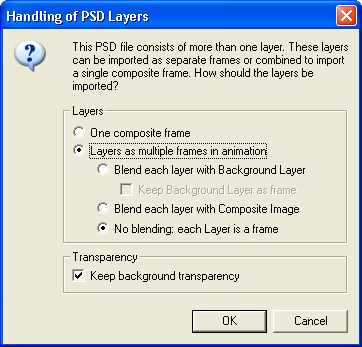 Handling of PSD Layers
This PSD file consists of more than one layer. These layers
can be imported as separate frames or combined to import
a single composite frame. How should the layers be
imported?
Layers
One composite frame
Layers as multiple frames in animation
Blend each layer with Background Layer
Keep Background Layer as frame
Blend each layer with Composite Image
No blending: each Layer is a frame
Transparency
Keep background transparency
OK
Cancel